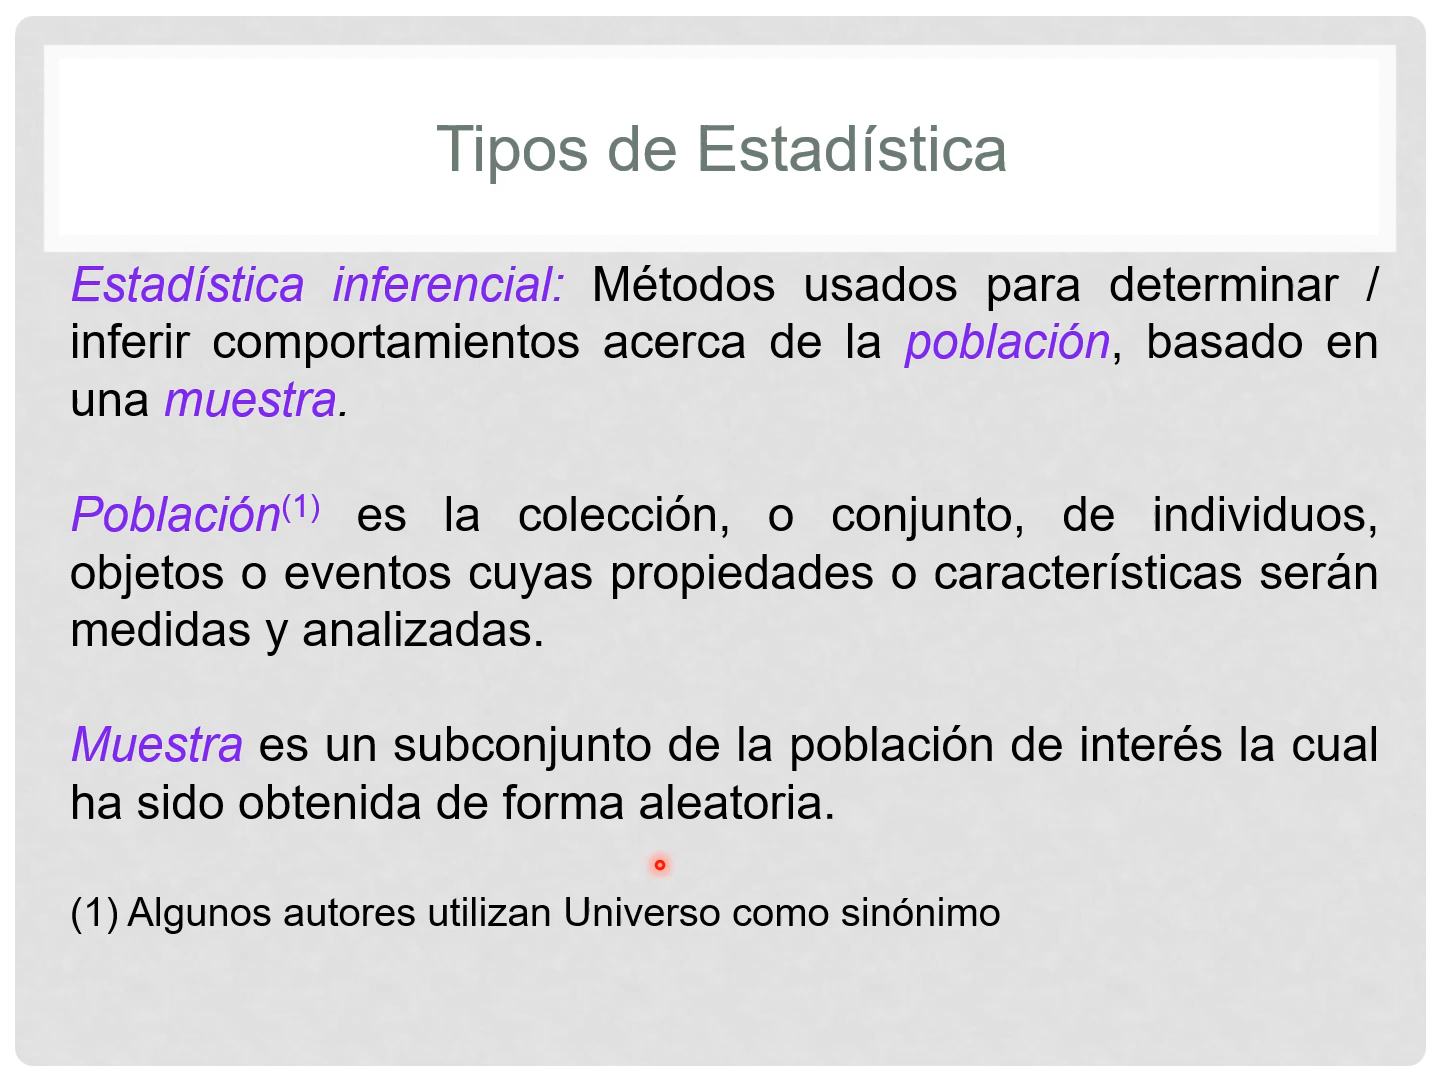 Tipos de Estadística
Estadística inferencial: Métodos usados para determinar /
inferir comportamientos acerca de la población, basado en
una muestra.
Población(1) es la colección, o conjunto, de individuos,
objetos o eventos cuyas propiedades o características serán
medidas y analizadas.
Muestra es un subconjunto de la población de interés la cual
ha sido obtenida de forma aleatoria.
(1) Algunos autores utilizan Universo como sinónimo